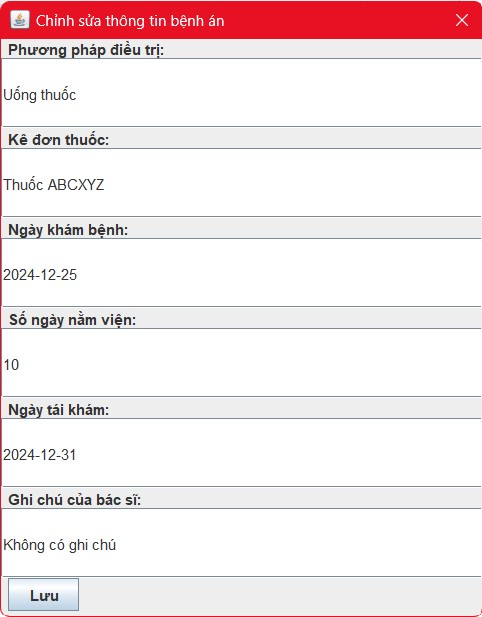 Chỉnh sửa thông tin bệnh án
Phương pháp điều trị:
Uống thuốc
Kê đơn thuốc:
Thuốc ABCXYZ
Ngày khám bệnh:
2024-12-25
Số ngày nằm viện:
10
Ngày tái khám:
2024-12-31
Ghi chú của bác sĩ:
Không có ghi chú
Lưu